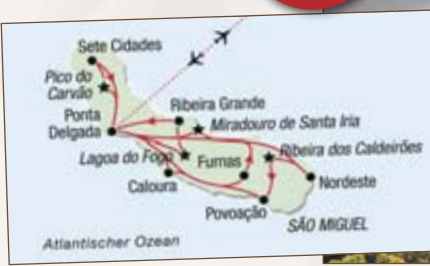 Sete Cidades
Pico do
Carvão
Ponta
Delgada
Ribeira Grande
Miradouro de Santa Iria
Lagoa do Fogo
Ribeira dos Caldeirões
Furnas
Caloura
Nordeste
Povoação
SÃO MIGUEL
Atlantischer Ozean